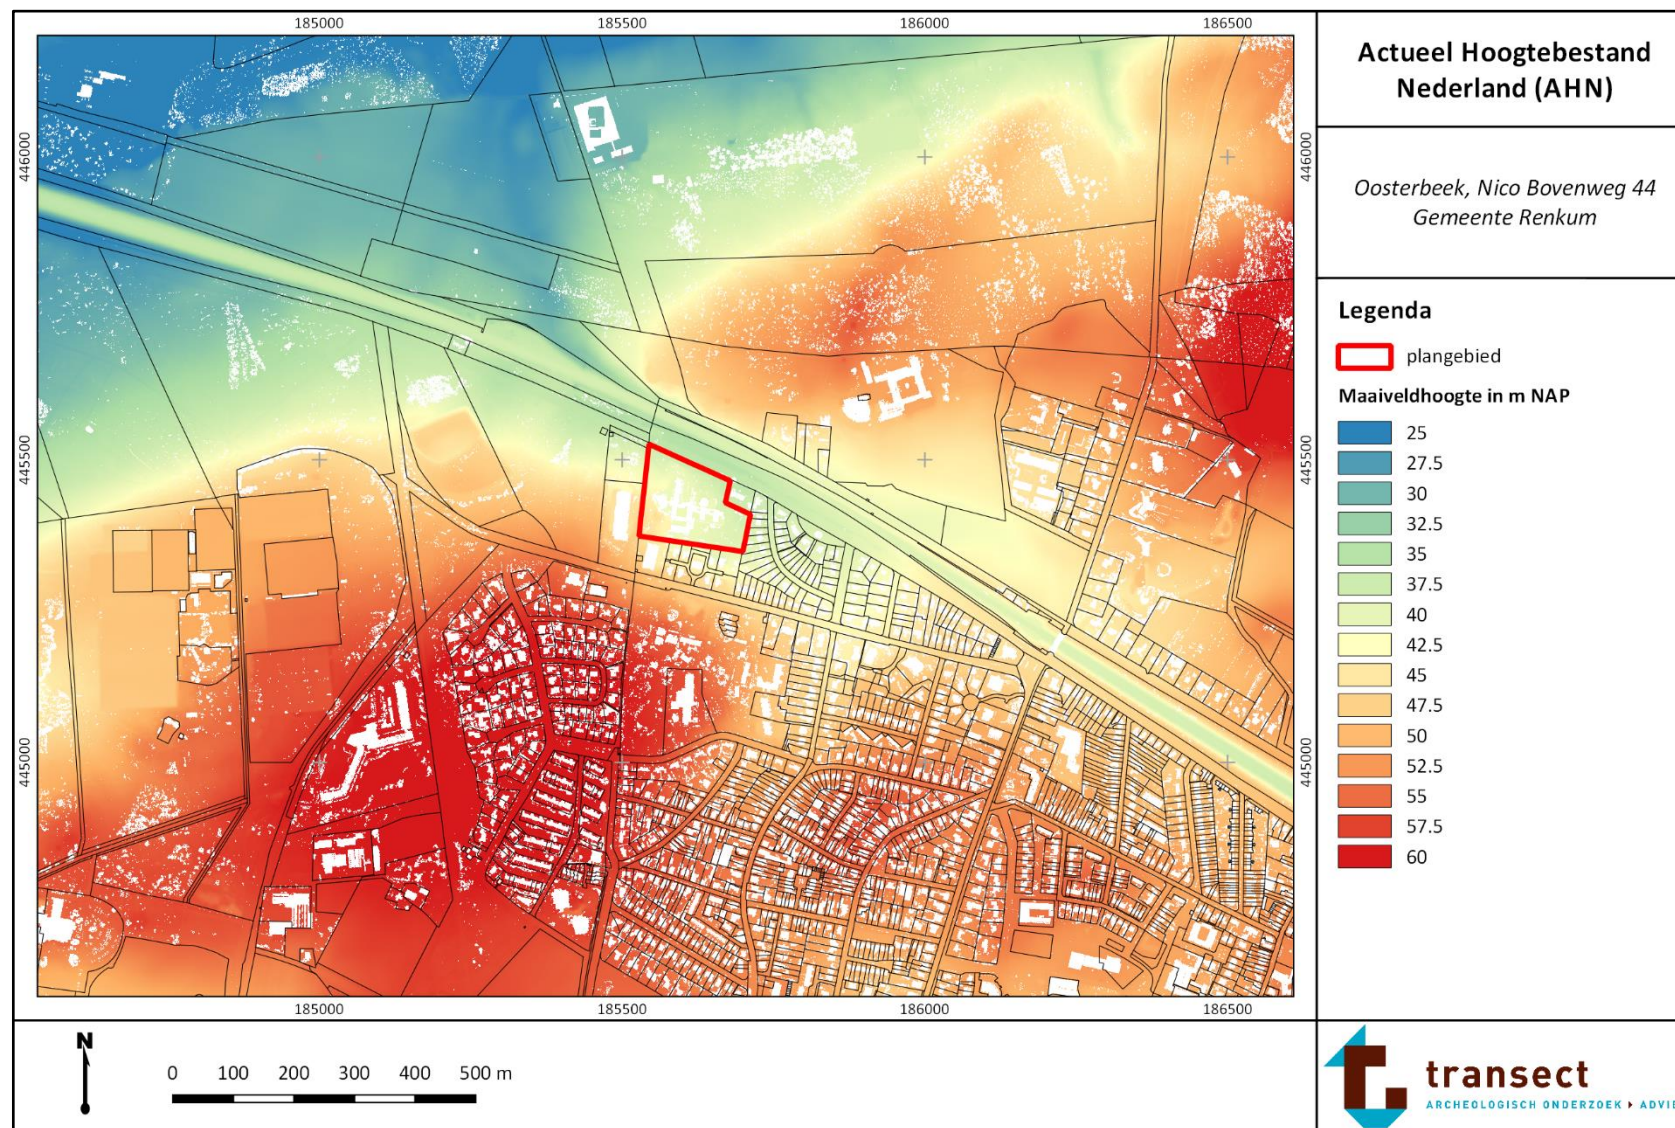 185000 185500 186000 186500
446000 446000
445500 445500
445000 445000
185000 185500 186000 186500
Actueel Hoogtebestand
Nederland (AHN)
Oosterbeek, Nico Bovenweg 44
Gemeente Renkum
Legenda
plangebied
Maaiveldhoogte in m NAP
25
27.5
30
32.5
35
37.5
40
42.5
45
47.5
50
52.5
55
57.5
60
N
0 100 200 300 400 500 m
transect
ARCHEOLOGISCH ONDERZOEK ▸ ADVIE